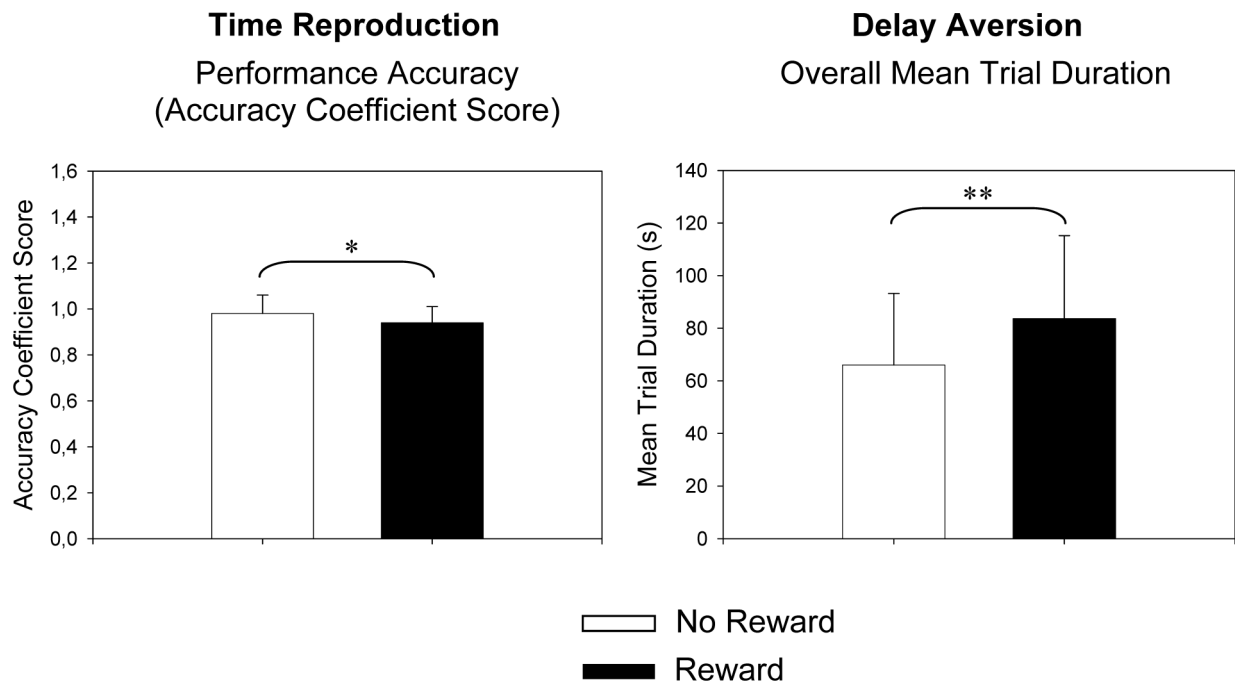 Time Reproduction
Performance Accuracy
(Accuracy Coefficient Score)
Accuracy Coefficient Score
1,6
1,4
1,2
1,0
0,8
0,6
0,4
0,2
0,0
*
Delay Aversion
Overall Mean Trial Duration
Mean Trial Duration (s)
140
120
100
80
60
40
20
0
**
No Reward
Reward